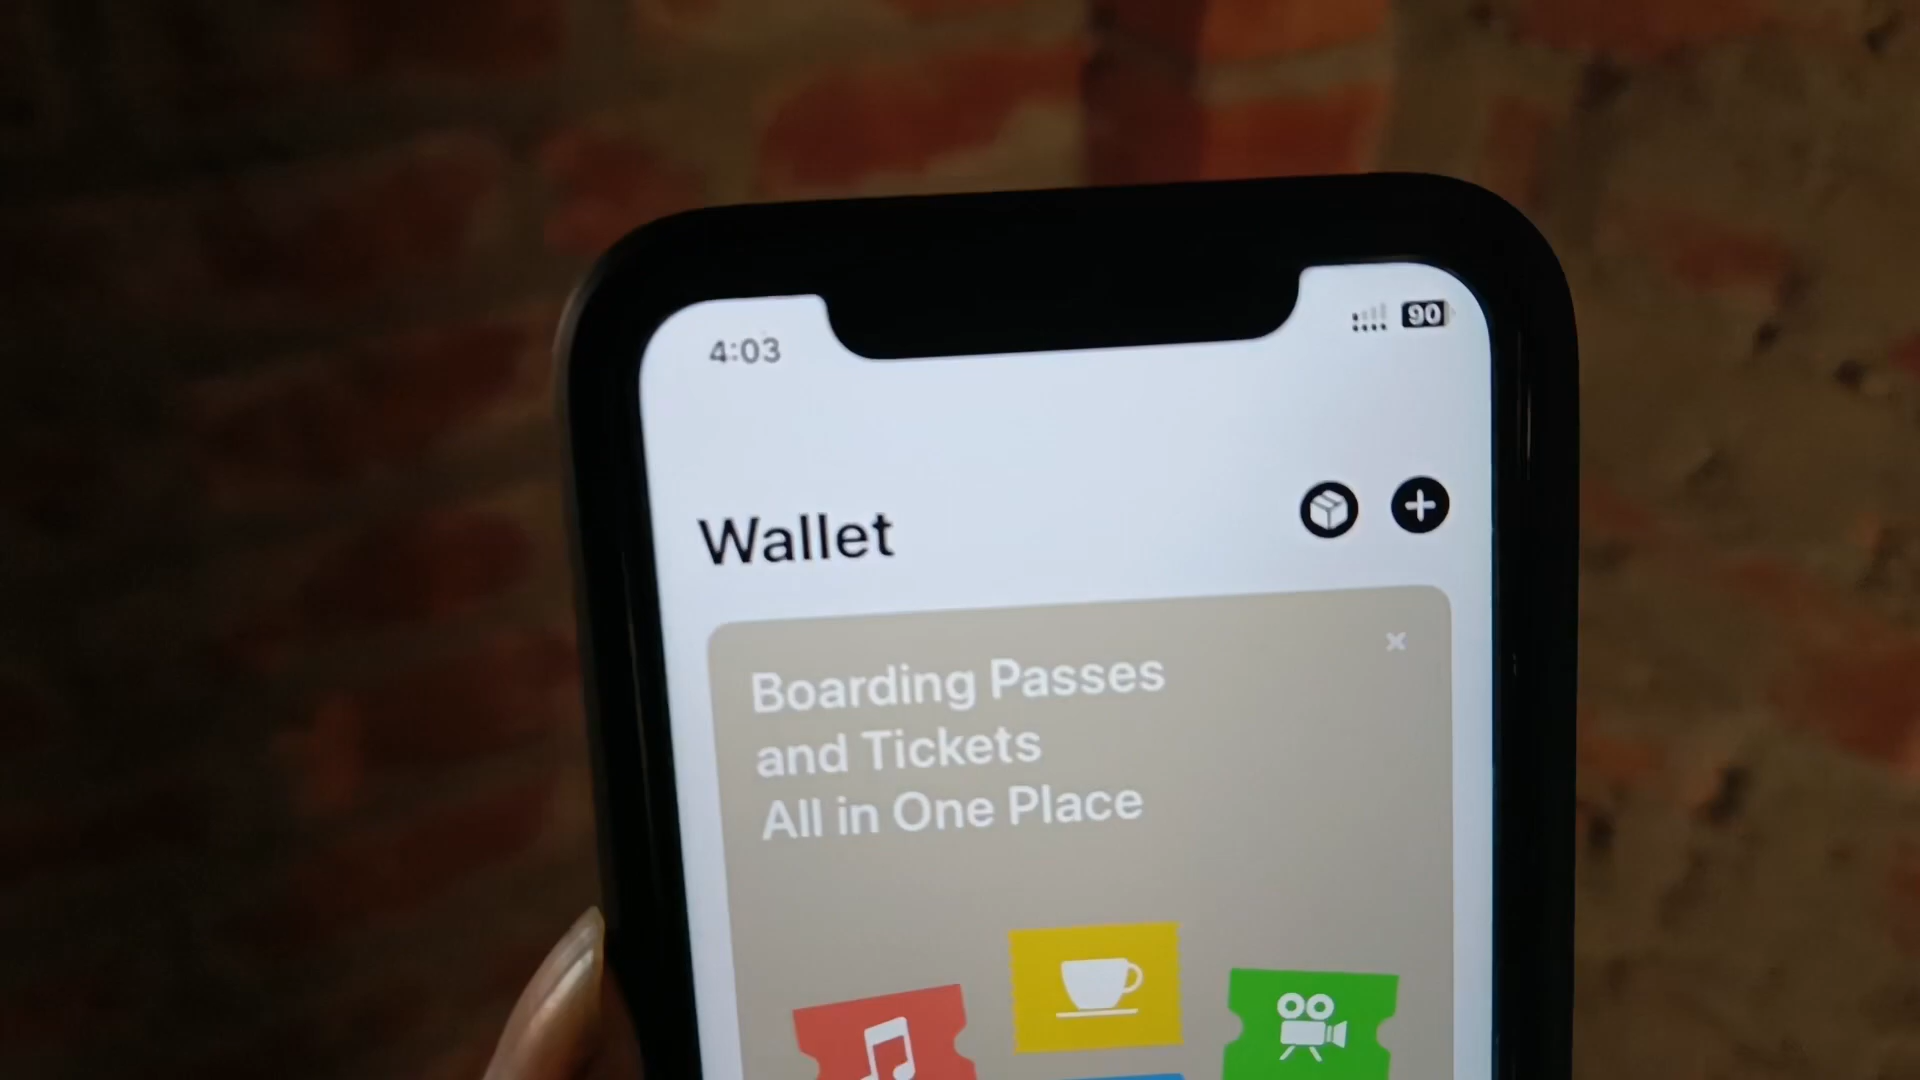 4:03
90
Wallet
Boarding Passes
and Tickets
All in One Place